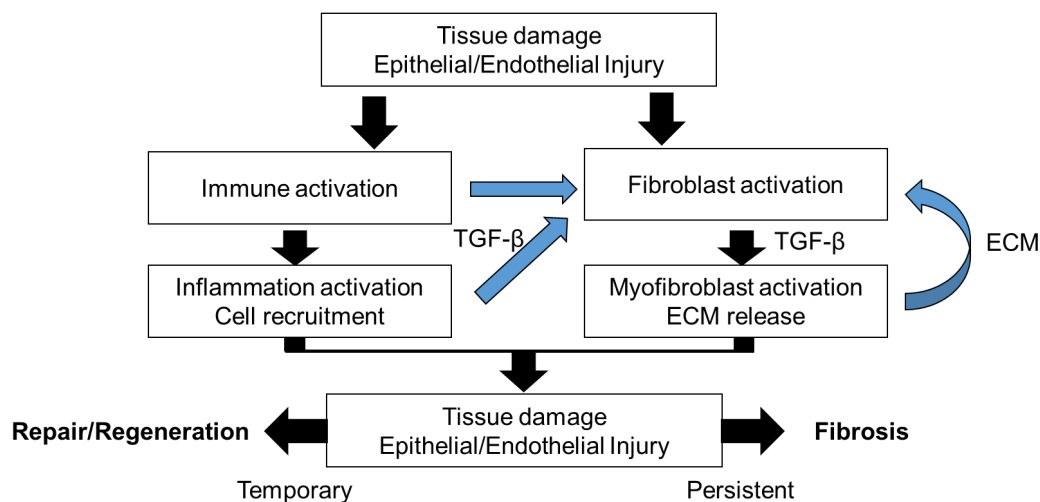 Tissue damage
Epithelial/Endothelial Injury
Immune activation
Fibroblast activation
TGF-β
TGF-β
ECM
Inflammation activation
Cell recruitment
Myofibroblast activation
ECM release
Tissue damage
Epithelial/Endothelial Injury
Repair/Regeneration
Fibrosis
Temporary
Persistent